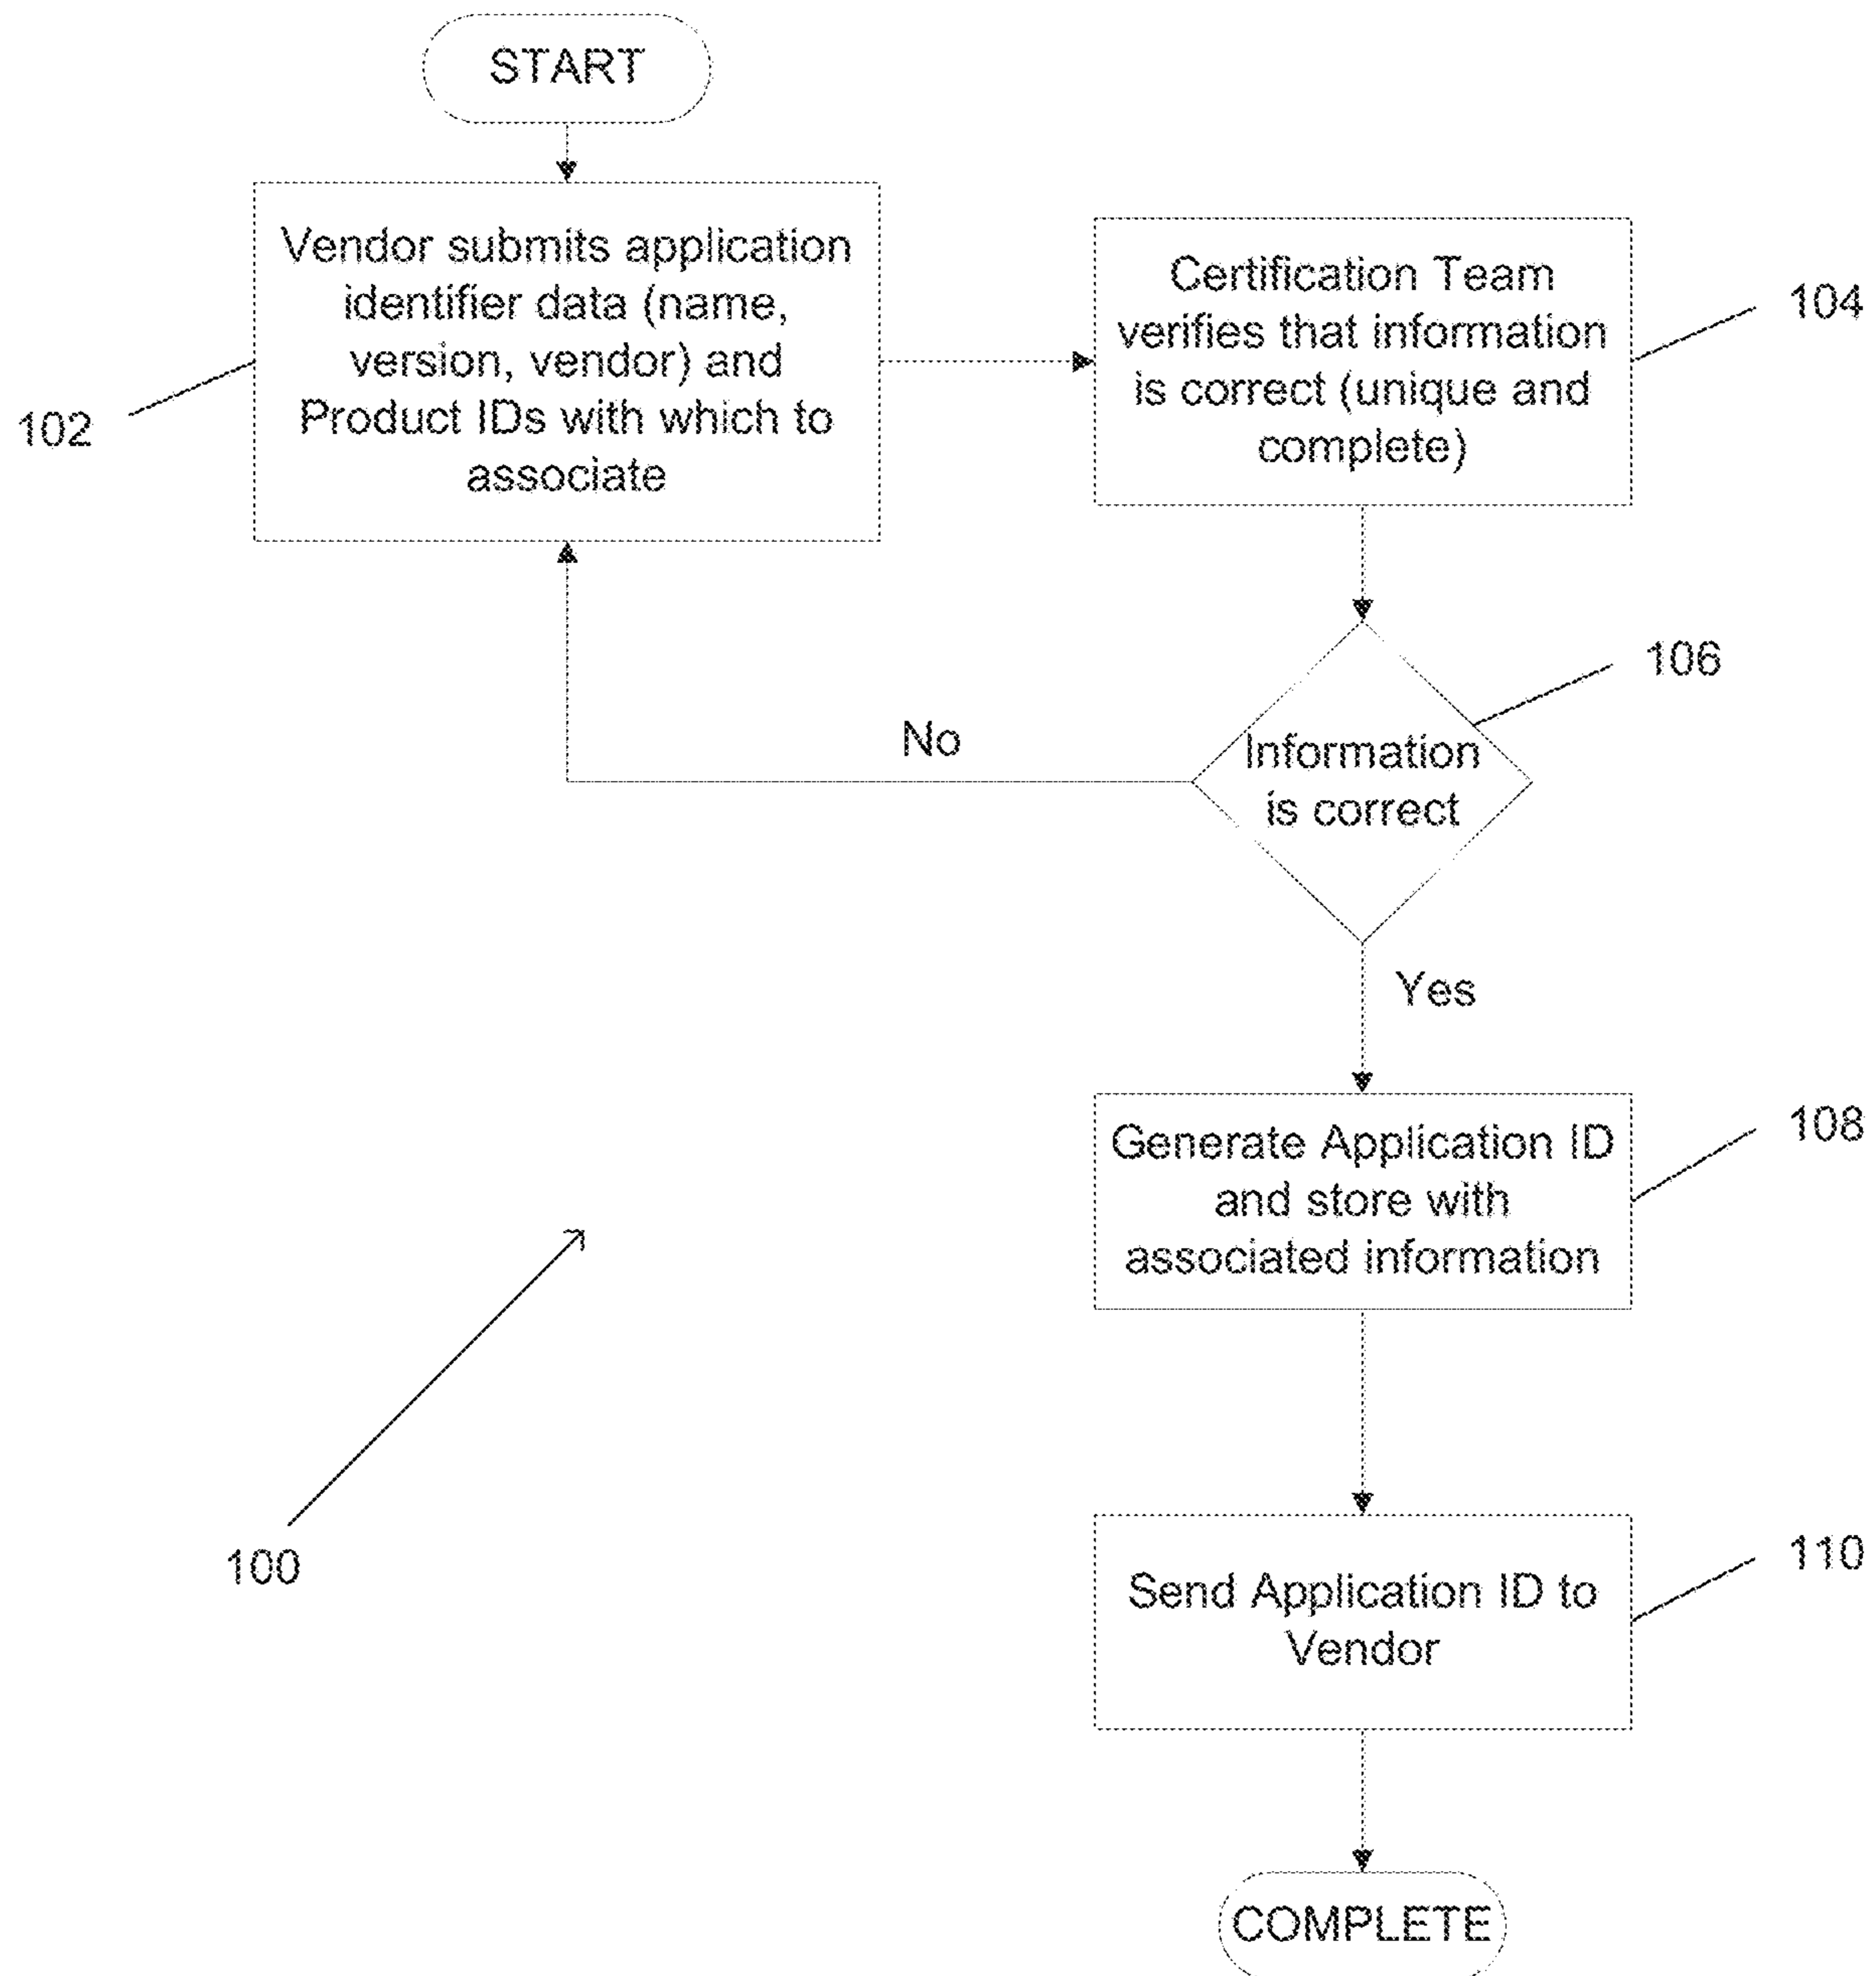 START
Vendor submits application
identifier data (name,
version, vendor) and
Product IDs with which to
associate
102
Certification Team
verifies that information
is correct (unique and
complete)
104
Information
is correct
106
No
Yes
Generate Application ID
and store with
associated information
108
100
Send Application ID to
Vendor
110
COMPLETE